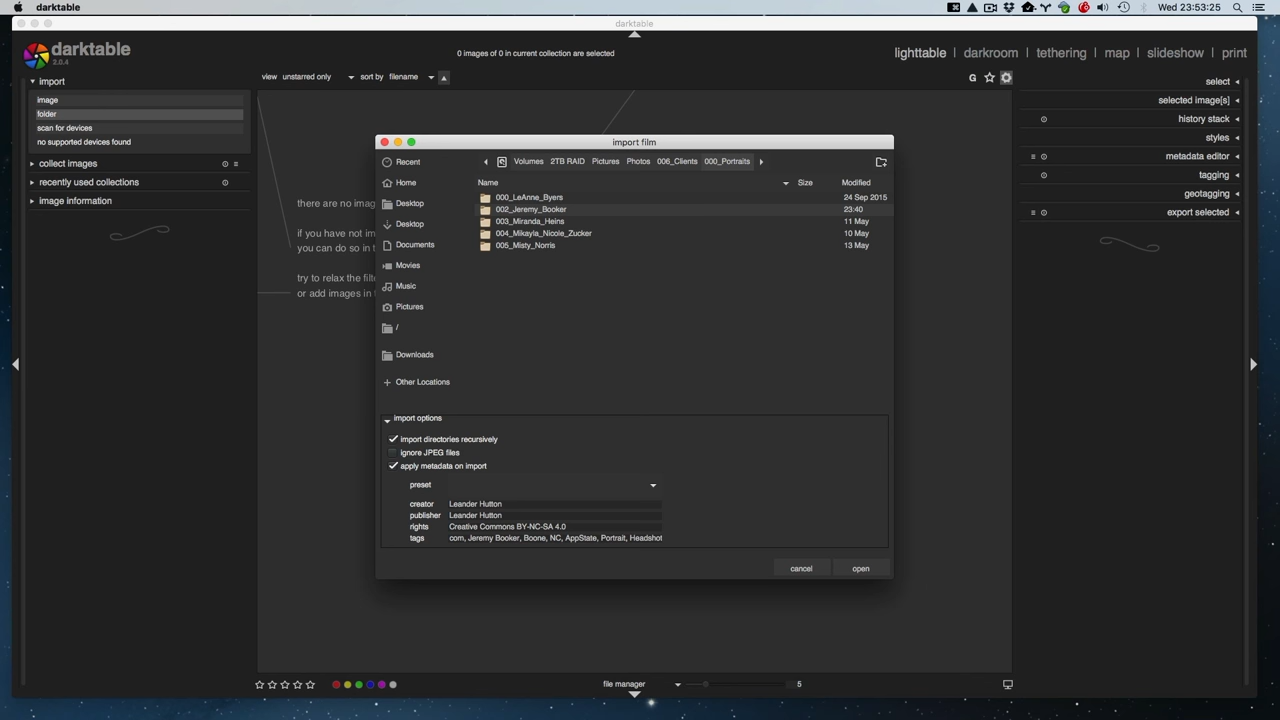 Wed 23:53:25
darktable
darktable
2.0.4
0 images of 0 in current collection are selected
lighttable | darkroom | tethering | map | slideshow | print
import
view unstarred only sort by filename
G
select
image
folder
scan for devices
no supported devices found
selected image[s]
history stack
styles
collect images
metadata editor
recently used collections
tagging
image information
geotagging
there are no imag
export selected
if you have not im
you can do so in t
try to relax the filte
or add images in t
import film
Recent
Home
Desktop
Desktop
Documents
Movies
Music
Pictures
/
Downloads
Other Locations
Volumes 2TB RAID Pictures Photos 006_Clients 000_Portraits
Name Size Modified
000_LeAnne_Byers 24 Sep 2015
002_Jeremy_Booker 23:40
003_Miranda_Heins 11 May
004_Mikayla_Nicole_Zucker 10 May
005_Misty_Norris 13 May
import options
import directories recursively
ignore JPEG files
apply metadata on import
preset
creator Leander Hutton
publisher Leander Hutton
rights Creative Commons BY-NC-SA 4.0
tags com, Jeremy Booker, Boone, NC, AppState, Portrait, Headshot
cancel open
file manager 5